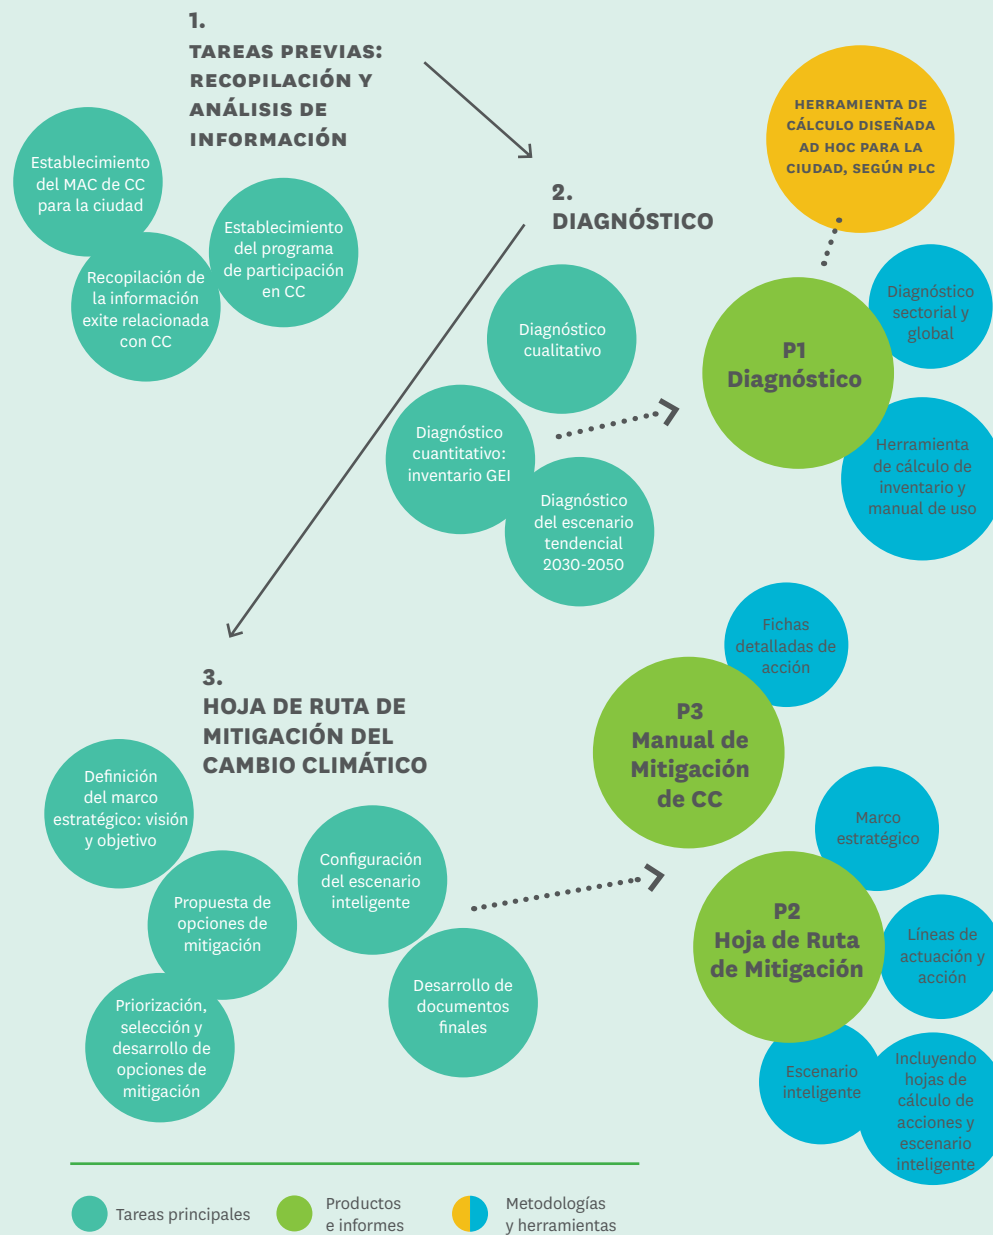 1.
TAREAS PREVIAS:
RECOPILACIÓN Y
ANÁLISIS DE
INFORMACIÓN
Establecimiento
del MAC de CC
para la ciudad
Establecimiento
del programa
de participación
en CC
Recopilación de
la información
exite relacionada
con CC
HERRAMIENTA DE
CÁLCULO DISEÑADA
AD HOC PARA LA
CIUDAD, SEGÚN PLC
2.
DIAGNÓSTICO
Diagnóstico
cualitativo
Diagnóstico
cuantitativo:
inventario GEI
Diagnóstico
del escenario
tendencial
2030-2050
P1
Diagnóstico
Diagnóstico
sectorial y
global
Herramienta
de cálculo de
inventario y
manual de uso
3.
HOJA DE RUTA DE
MITIGACIÓN DEL
CAMBIO CLIMÁTICO
Definición
del marco
estratégico: visión
y objetivo
Propuesta de
opciones de
mitigación
Priorización,
selección y
desarrollo de
opciones de
mitigación
Configuración
del escenario
inteligente
Desarrollo de
documentos
finales
Fichas
detalladas de
acción
P3
Manual de
Mitigación
de CC
P2
Hoja de Ruta
de Mitigación
Marco
estratégico
Líneas de
actuación y
acción
Escenario
inteligente
Incluyendo
hojas de
cálculo de
acciones y
escenario
inteligente
Tareas principales
Productos
e informes
Metodologías
y herramientas